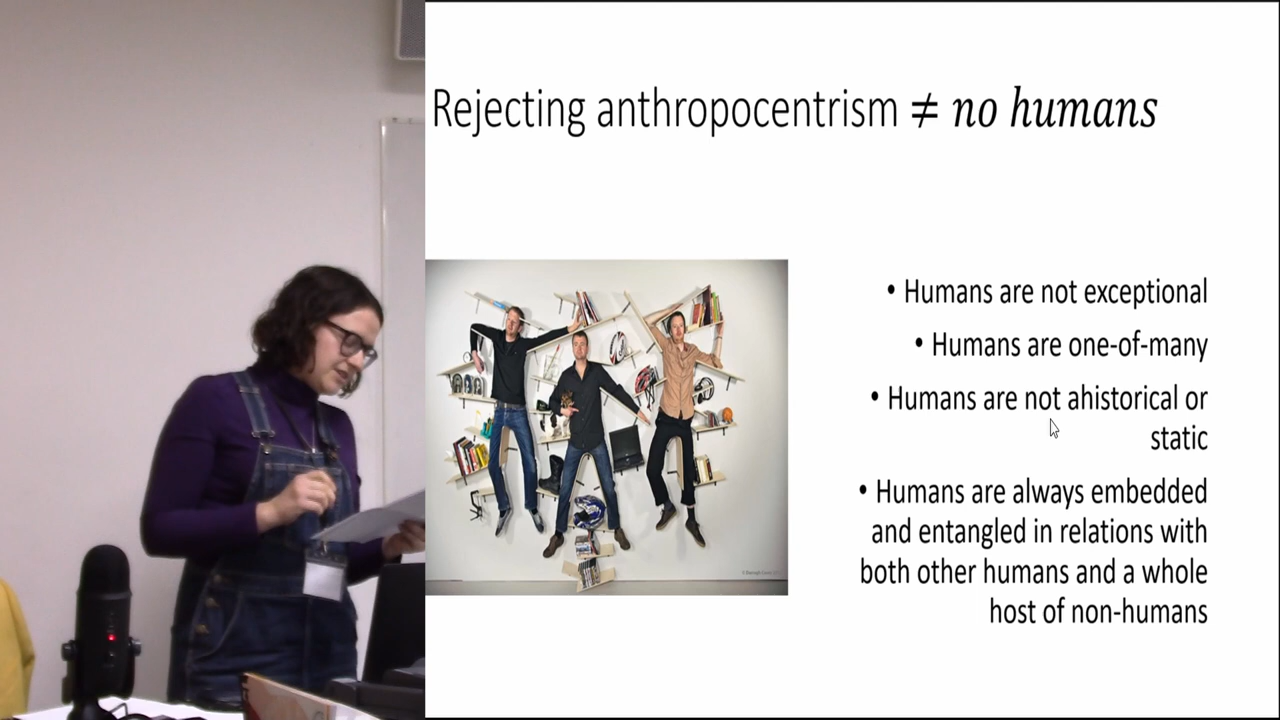 Rejecting anthropocentrism ≠ no humans
• Humans are not exceptional
• Humans are one-of-many
• Humans are not ahistorical or
static
• Humans are always embedded
and entangled in relations with
both other humans and a whole
host of non-humans